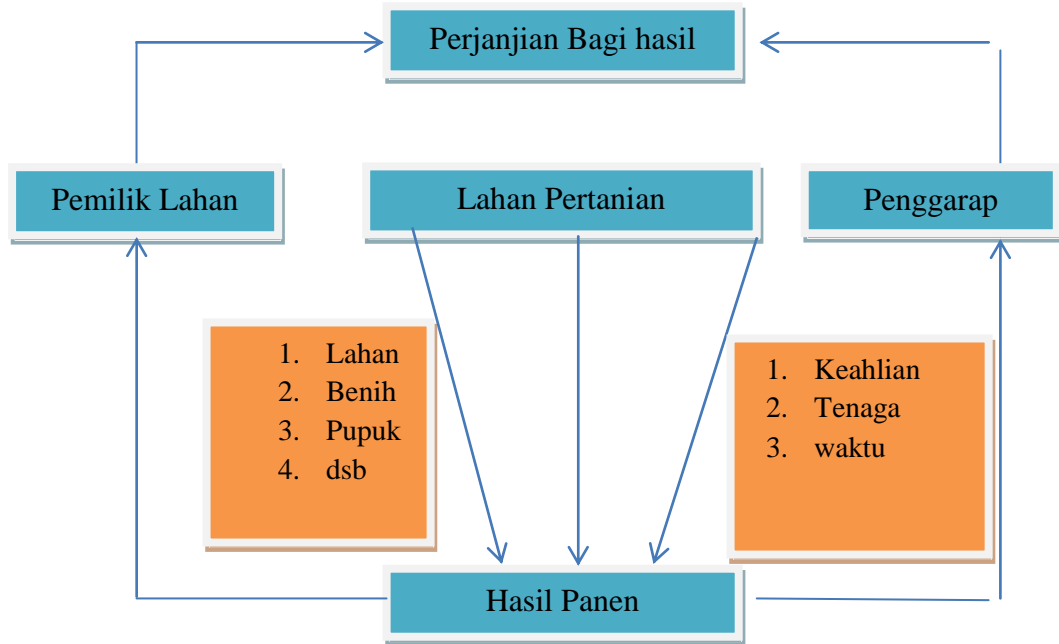 Perjanjian Bagi hasil
Pemilik Lahan
Lahan Pertanian
Penggarap
1. Lahan
2. Benih
3. Pupuk
4. dsb
1. Keahlian
2. Tenaga
3. waktu
Hasil Panen